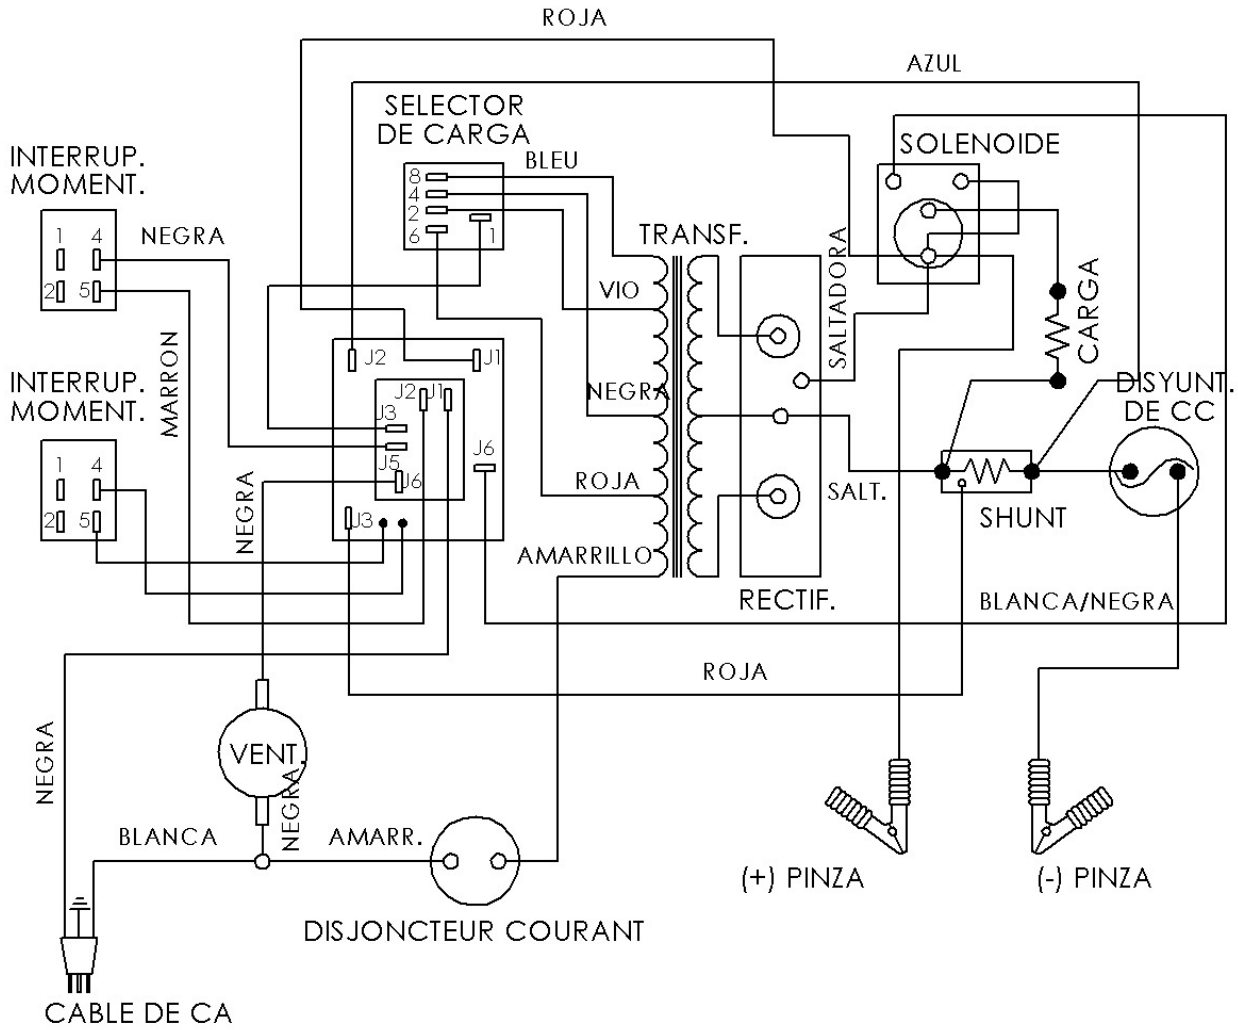 ROJA
AZUL
SELECTOR
DE CARGA
SOLENOIDE
INTERRUP.
MOMENT.
BLEU
8
4
2
6
1
1
4
2
5
NEGRA
TRANSF.
VIO
SALTADORA
CARGA
MARRON
J2
J1
INTERRUP.
MOMENT.
NEGRA
J2
J1
J3
DISYUNT.
DE CC
J6
J5
J6
1
4
2
5
NEGRA
ROJA
SALT.
J3
SHUNT
AMARRILLO
RECTIF.
BLANCA/NEGRA
ROJA
NEGRA
VENT.
NEGRA
BLANCA
AMARR.
(+) PINZA
(-) PINZA
DISJONCTEUR COURANT
CABLE DE CA